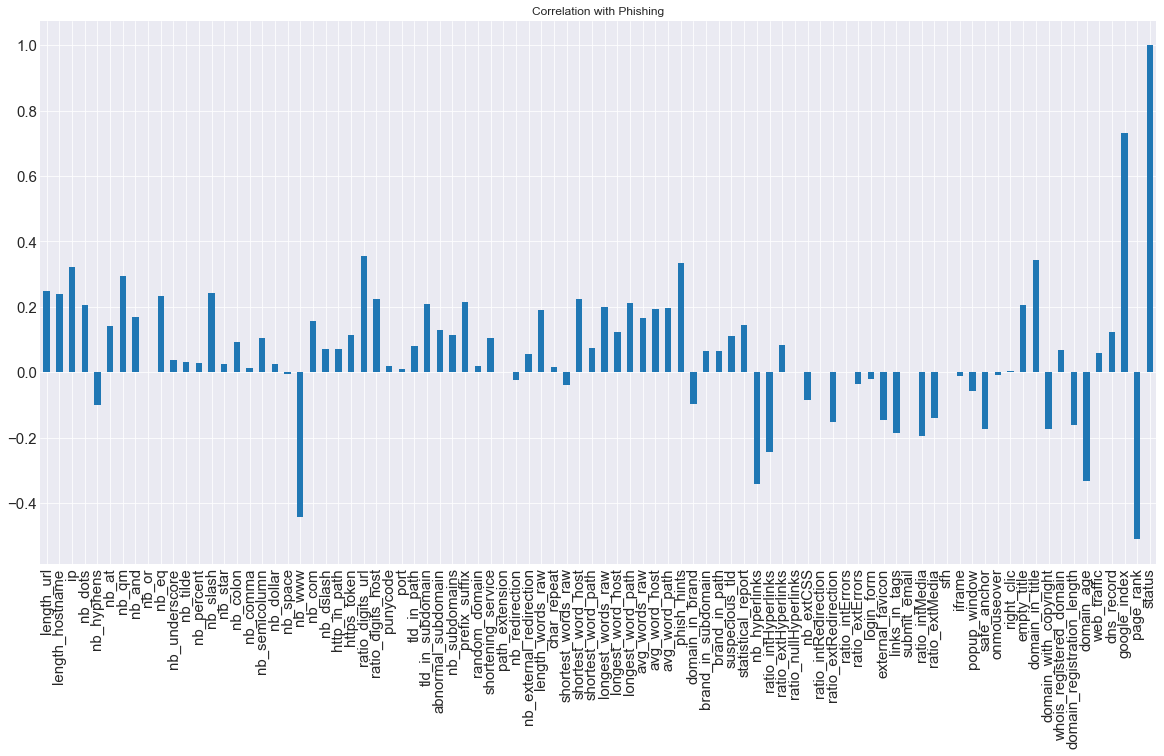 Correlation with Phishing
1.0
0.8
0.6
0.4
0.2
0.0
−0.2
−0.4
length_url
length_hostname
ip
nb_dots
nb_hyphens
nb_at
nb_qm
nb_and
nb_or
nb_eq
nb_underscore
nb_tilde
nb_percent
nb_slash
nb_star
nb_colon
nb_comma
nb_semicolumn
nb_dollar
nb_space
nb_www
nb_com
nb_dslash
http_in_path
https_token
ratio_digits_url
ratio_digits_host
punycode
port
tld_in_path
tld_in_subdomain
abnormal_subdomain
nb_subdomains
prefix_suffix
random_domain
shortening_service
path_extension
nb_redirection
nb_external_redirection
length_words_raw
char_repeat
shortest_words_raw
shortest_word_host
shortest_word_path
longest_words_raw
longest_word_host
longest_word_path
avg_words_raw
avg_word_host
avg_word_path
phish_hints
domain_in_brand
brand_in_subdomain
brand_in_path
suspecious_tld
statistical_report
nb_hyperlinks
ratio_intHyperlinks
ratio_extHyperlinks
ratio_nullHyperlinks
nb_extCSS
ratio_intRedirection
ratio_extRedirection
ratio_intErrors
ratio_extErrors
login_form
external_favicon
links_in_tags
submit_email
ratio_intMedia
ratio_extMedia
sfh
iframe
popup_window
safe_anchor
onmouseover
right_clic
empty_title
domain_in_title
domain_with_copyright
whois_registered_domain
domain_registration_length
domain_age
web_traffic
dns_record
google_index
page_rank
status